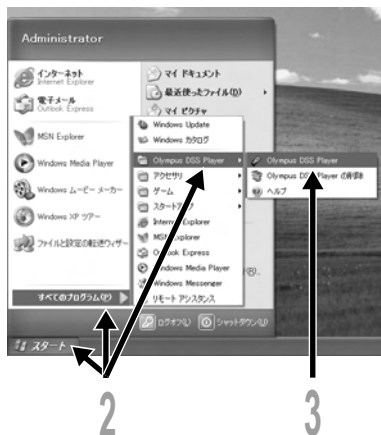 Administrator
インターネット
Internet Explorer
電子メール
Outlook Express
MSN Explorer
Windows Media Player
Windows ムービー メーカー
Windows XP ツアー
ファイルと設定の転送ウィザー
すべてのプログラム(P)
マイ ドキュメント
最近使ったファイル(D)
マイ ピクチャ
Windows Update
Windows カタログ
Olympus DSS Player
アクセサリ
ゲーム
スタートアップ
Internet Explorer
MSN Explorer
Outlook Express
Windows Media Player
Windows Messenger
リモート アシスタンス
Olympus DSS Player
Olympus DSS Player の削除
ヘルプ
ログオフ(L)
シャットダウン(U)
スタート
2
3